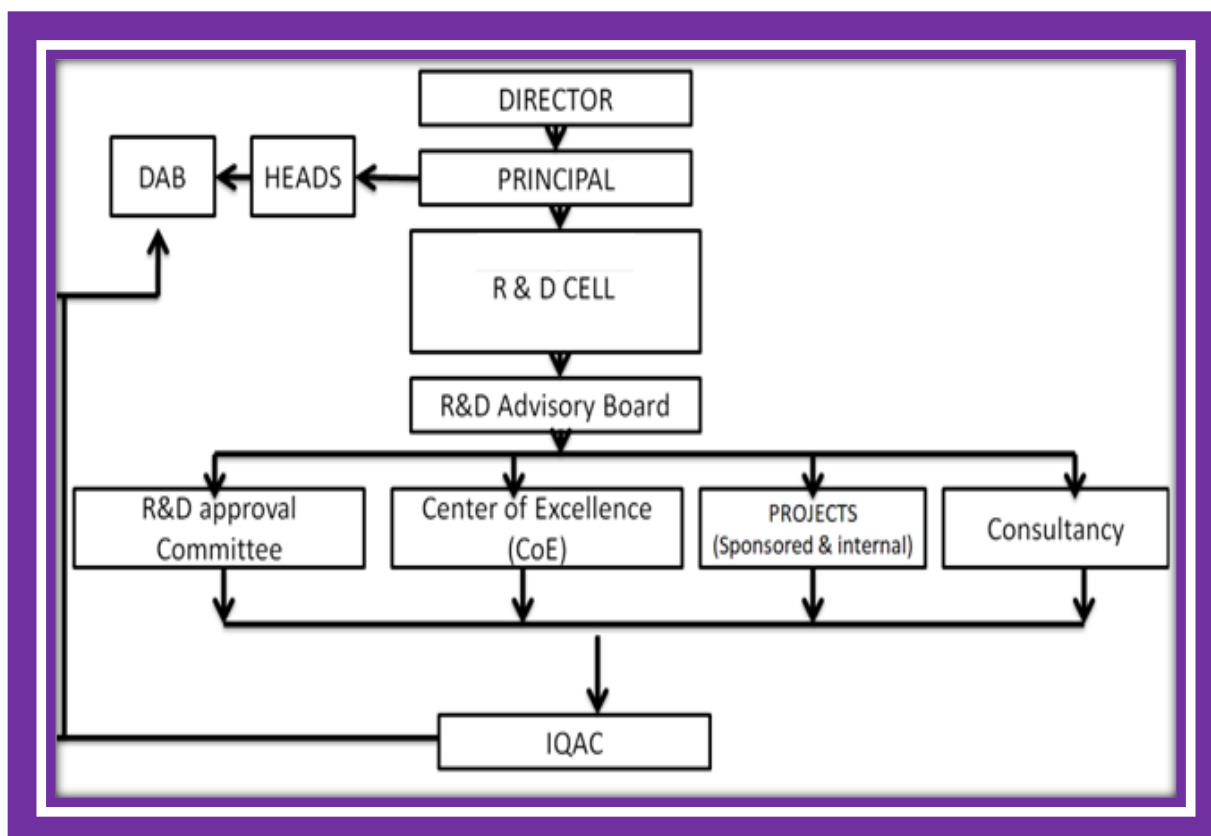 DIRECTOR
DAB
HEADS
PRINCIPAL
R & D CELL
R&D Advisory Board
R&D approval
Committee
Center of Excellence
(CoE)
PROJECTS
(Sponsored & internal)
Consultancy
IQAC